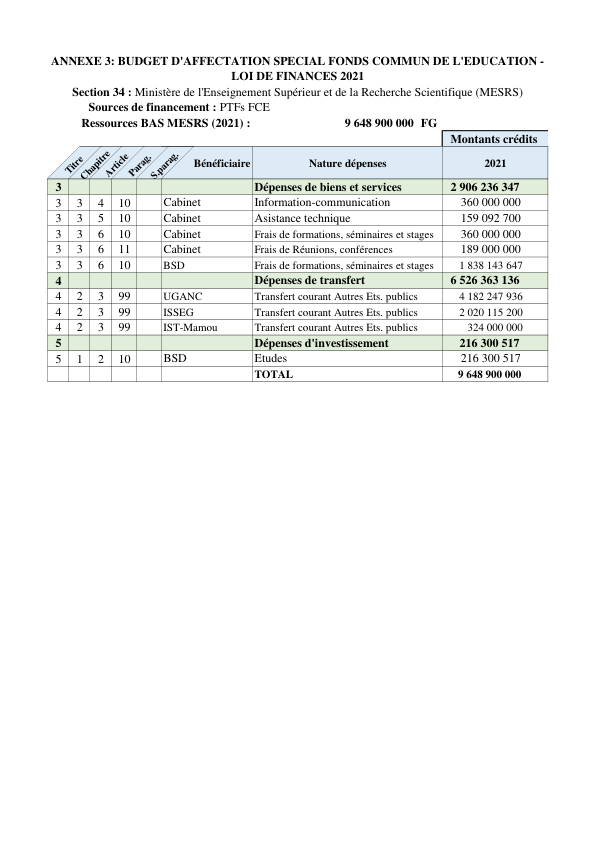 ANNEXE 3: BUDGET D'AFFECTATION SPECIAL FONDS COMMUN DE L'EDUCATION -
LOI DE FINANCES 2021
Section 34 : Ministère de l'Enseignement Supérieur et de la Recherche Scientifique (MESRS)
Sources de financement : PTFs FCE
Ressources BAS MESRS (2021) : 9 648 900 000 FG
Montants crédits
Titre Chapitre Article Parag. S.parag. Bénéficiaire Nature dépenses 2021
3 Dépenses de biens et services 2 906 236 347
3 3 4 10 Cabinet Information-communication 360 000 000
3 3 5 10 Cabinet Asistance technique 159 092 700
3 3 6 10 Cabinet Frais de formations, séminaires et stages 360 000 000
3 3 6 11 Cabinet Frais de Réunions, conférences 189 000 000
3 3 6 10 BSD Frais de formations, séminaires et stages 1 838 143 647
4 Dépenses de transfert 6 526 363 136
4 2 3 99 UGANC Transfert courant Autres Ets. publics 4 182 247 936
4 2 3 99 ISSEG Transfert courant Autres Ets. publics 2 020 115 200
4 2 3 99 IST-Mamou Transfert courant Autres Ets. publics 324 000 000
5 Dépenses d'investissement 216 300 517
5 1 2 10 BSD Etudes 216 300 517
TOTAL 9 648 900 000